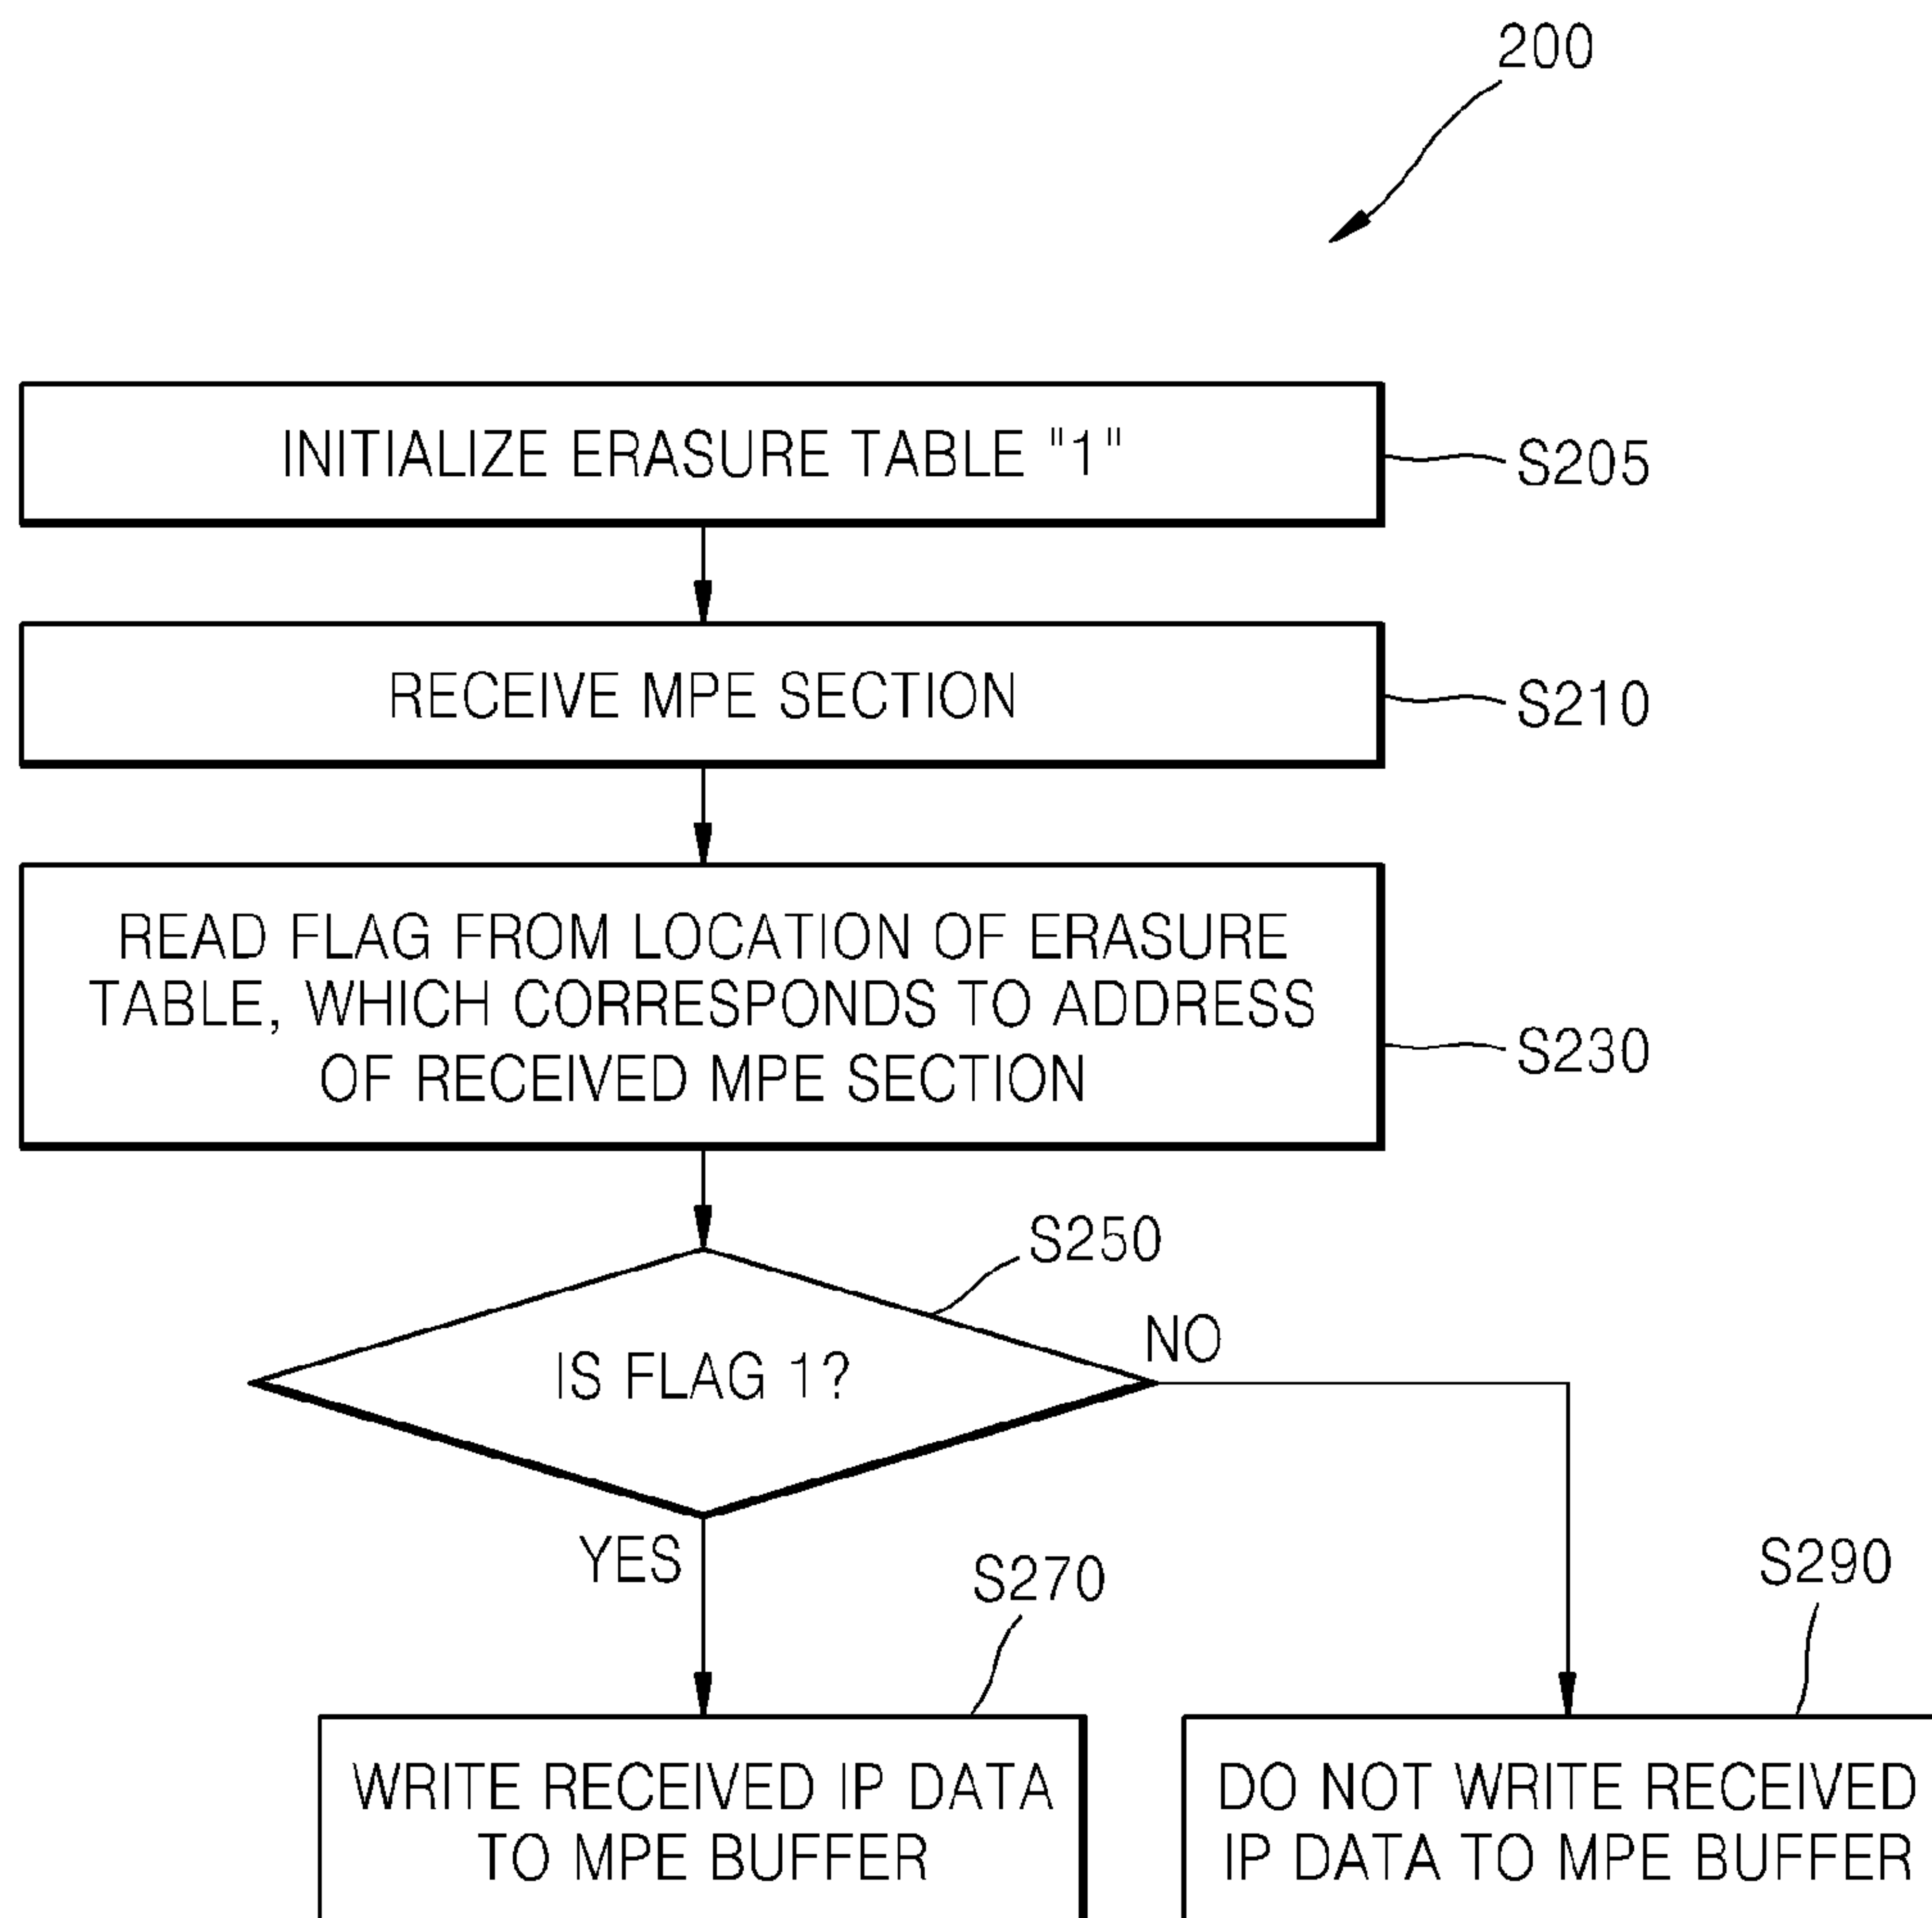 200
INITIALIZE ERASURE TABLE "1"
S205
RECEIVE MPE SECTION
S210
READ FLAG FROM LOCATION OF ERASURE
TABLE, WHICH CORRESPONDS TO ADDRESS
OF RECEIVED MPE SECTION
S230
S250
IS FLAG 1?
NO
YES
S270
S290
WRITE RECEIVED IP DATA
TO MPE BUFFER
DO NOT WRITE RECEIVED
IP DATA TO MPE BUFFER